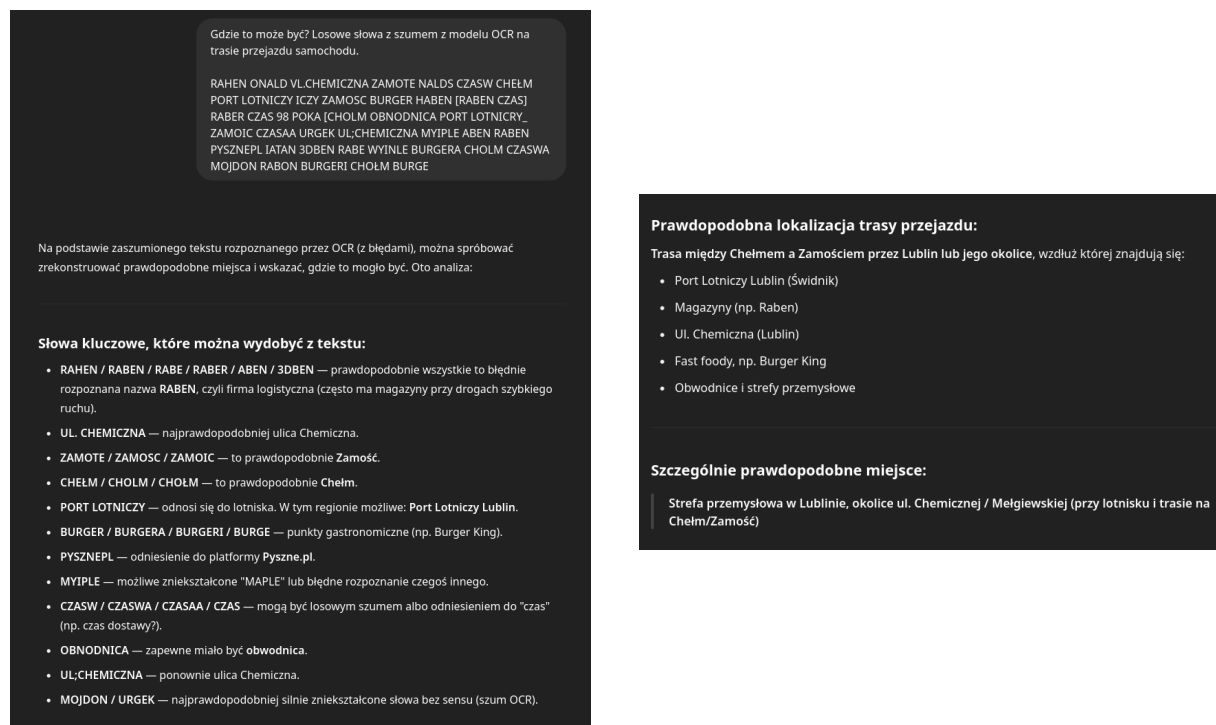 Gdzie to może być? Losowe słowa z szumem z modelu OCR na
trasie przejazdu samochodu.
RAHEN ONALD VL.CHEMICZNA ZAMOTE NALDS CZASW CHEŁM
PORT LOTNICZY ICZY ZAMOSC BURGER HABEN [RABEN CZAS]
RABER CZAS 98 POKA [CHOLM OBNODNICA PORT LOTNICRY_
ZAMOIC CZASAA URGEK UL;CHEMICZNA MYIPLE ABEN RABEN
PYSZNEPL IATAN 3DBEN RABE WYINLE BURGERA CHOLM CZASWA
MOJDON RABON BURGERI CHOŁM BURGE
Na podstawie zaszumionego tekstu rozpoznanego przez OCR (z błędami), można spróbować
zrekonstruować prawdopodobne miejsca i wskazać, gdzie to mogło być. Oto analiza:
Słowa kluczowe, które można wydobyć z tekstu:
• RAHEN / RABEN / RABE / RABER / ABEN / 3DBEN — prawdopodobnie wszystkie to błędnie
rozpoznana nazwa RABEN, czyli firma logistyczna (często ma magazyny przy drogach szybkiego
ruchu).
• UL. CHEMICZNA — najprawdopodobniej ulica Chemiczna.
• ZAMOTE / ZAMOSC / ZAMOIC — to prawdopodobnie Zamość.
• CHEŁM / CHOLM / CHOŁM — to prawdopodobnie Chełm.
• PORT LOTNICZY — odnosi się do lotniska. W tym regionie możliwe: Port Lotniczy Lublin.
• BURGER / BURGERA / BURGERI / BURGE — punkty gastronomiczne (np. Burger King).
• PYSZNEPL — odniesienie do platformy Pyszne.pl.
• MYIPLE — możliwe zniekształcone "MAPLE" lub błędne rozpoznanie czegoś innego.
• CZASW / CZASWA / CZASAA / CZAS — mogą być losowym szumem albo odniesieniem do "czas"
(np. czas dostawy?).
• OBNODNICA — zapewne miało być obwodnica.
• UL;CHEMICZNA — ponownie ulica Chemiczna.
• MOJDON / URGEK — najprawdopodobniej silnie zniekształcone słowa bez sensu (szum OCR).
Prawdopodobna lokalizacja trasy przejazdu:
Trasa między Chełmem a Zamościem przez Lublin lub jego okolice, wzdłuż której znajdują się:
• Port Lotniczy Lublin (Świdnik)
• Magazyny (np. Raben)
• Ul. Chemiczna (Lublin)
• Fast foody, np. Burger King
• Obwodnice i strefy przemysłowe
Szczególnie prawdopodobne miejsce:
Strefa przemysłowa w Lublinie, okolice ul. Chemicznej / Mełgiewskiej (przy lotnisku i trasie na
Chełm/Zamość)